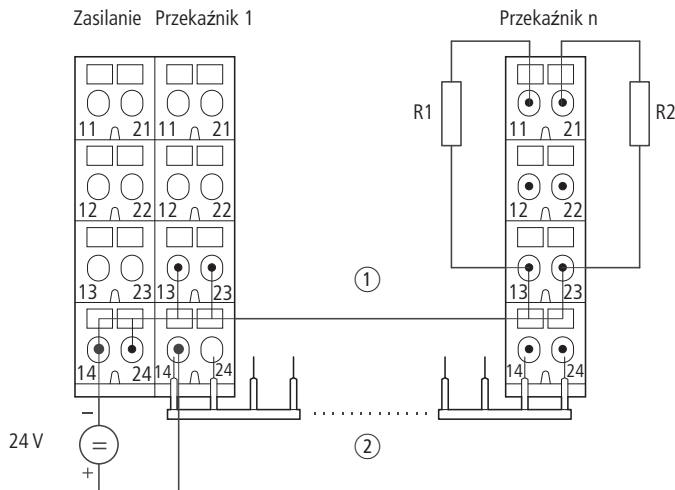 Zasilanie Przekaźnik 1 Przekaźnik n
R1 R2
11 21 11 21 11 21
12 22 12 22 12 22
1
13 23 13 23 13 23
14 24 14 24 14 24
−
24 V = 2
+